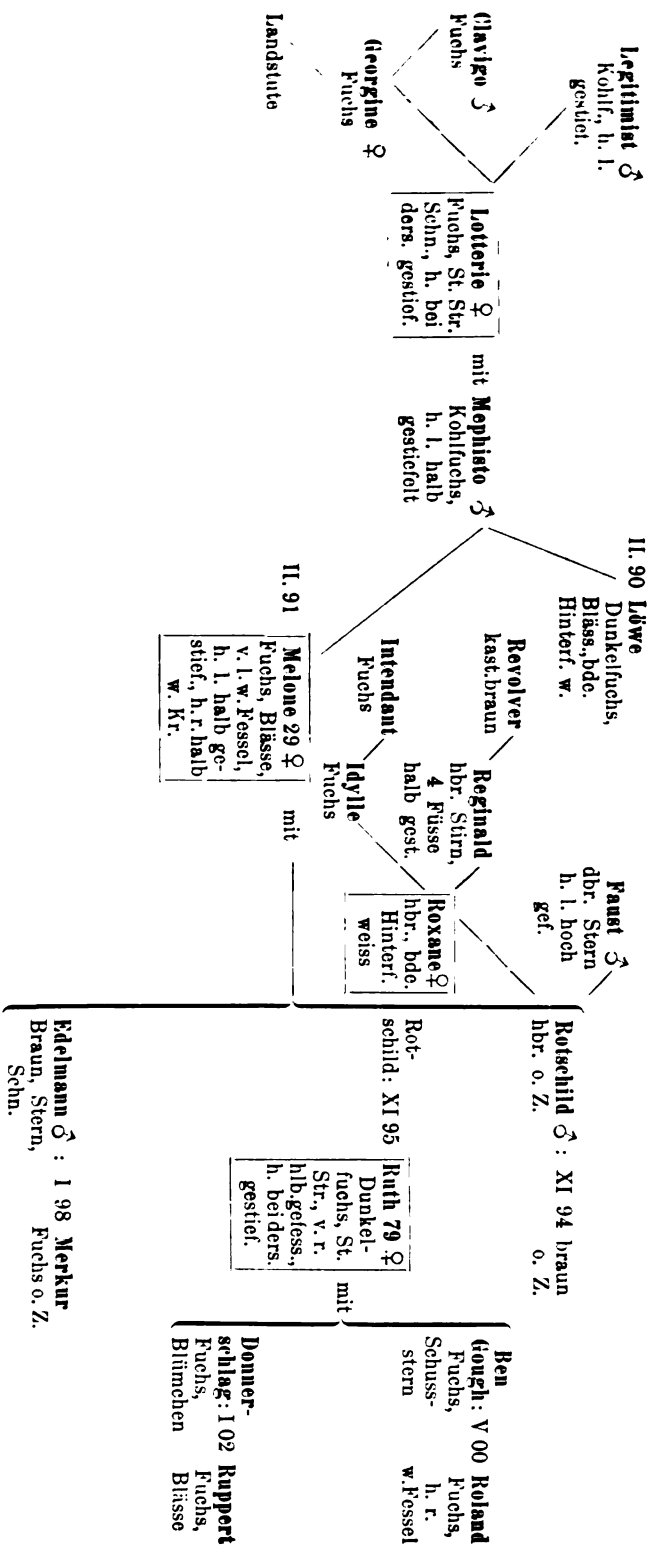 Legitimist ♂
Kohlf., h. l.
gestief.
Clavigo ♂
Fuchs
Georgine ♀
Fuchs
Landstute
Lotterie ♀
Fuchs, St. Str.
Schn., h. bei
ders. gestief.
mit Mephisto ♂
Kohlfuchs,
h. l. halb
gestiefelt
II. 90 Löwe
Dunkelfuchs,
Bläss., bde.
Hinterf. w.
II. 91
Melone 29 ♀
Fuchs, Blässe,
v. l. w. Fessel,
h. l. halb ge-
stief., h. r. halb
w. Kr.
mit
Revolver
kast. braun
Reginald
hbr. Stirn,
4 Füsse
halb gest.
Intendant
Fuchs
Idylle
Fuchs
Faust ♂
dbr. Stern
h. l. hoch
gef.
Roxane ♀
hbr., bde.
Hinterf.
weiss
Rotschild ♂ : XI 94 braun
hbr. o. Z. o. Z.
Rot-
schild: XI 95
Ruth 79 ♀
Dunkel-
fuchs, St.
Str., v. r.
hlb. gefess.,
h. beiders.
gestief.
mit
Edelmann ♂ : I 98 Merkur
Braun, Stern, Fuchs o. Z.
Schn.
Ben
Gough: V 00 Roland
Fuchs, Fuchs,
Schuss- h. r.
stern w. Fessel
Donner-
schlag: I 02 Ruppert
Fuchs, Fuchs,
Blümchen Blässe